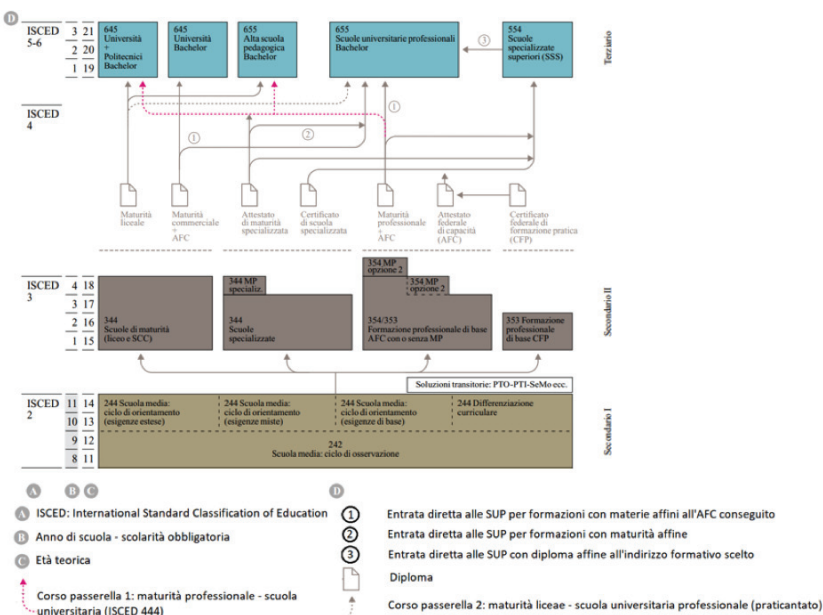 D
ISCED
5-6
3 21
2 20
1 19
645
Università
+
Politecnici
Bachelor
645
Università
Bachelor
655
Alta scuola
pedagogica
Bachelor
655
Scuole universitarie professionali
Bachelor
3
554
Scuole
specializzate
superiori (SSS)
Terziario
ISCED
4
1
2
1
Maturità
liceale
Maturità
commerciale
+
AFC
Attestato
di maturità
specializzata
Certificato
di scuola
specializzata
Maturità
professionale
+
AFC
Attestato
federale
di capacità
(AFC)
Certificato
federale di
formazione pratica
(CFP)
ISCED
3
4 18
3 17
2 16
1 15
344
Scuole di maturità
(liceo e SCC)
344 MP
specializ.
344
Scuole
specializzate
354 MP
opzione 2
354 MP
opzione 2
354/353
Formazione professionale di base
AFC con o senza MP
353 Formazione
professionale
di base CFP
Secondario II
Soluzioni transitorie: PTO-PTI-SeMo ecc.
ISCED
2
11 14
10 13
9 12
8 11
244 Scuola media:
ciclo di orientamento
(esigenze estese)
244 Scuola media:
ciclo di orientamento
(esigenze miste)
244 Scuola media:
ciclo di orientamento
(esigenze di base)
244 Differenziazione
curriculare
242
Scuola media: ciclo di osservazione
Secondario I
A B C
A ISCED: International Standard Classification of Education
B Anno di scuola - scolarità obbligatoria
C Età teorica
Corso passerella 1: maturità professionale - scuola
universitaria (ISCED 444)
D
1 Entrata diretta alle SUP per formazioni con materie affini all'AFC conseguito
2 Entrata diretta alle SUP per formazioni con maturità affine
3 Entrata diretta alle SUP con diploma affine all'indirizzo formativo scelto
Diploma
Corso passerella 2: maturità liceae - scuola universitaria professionale (praticantato)